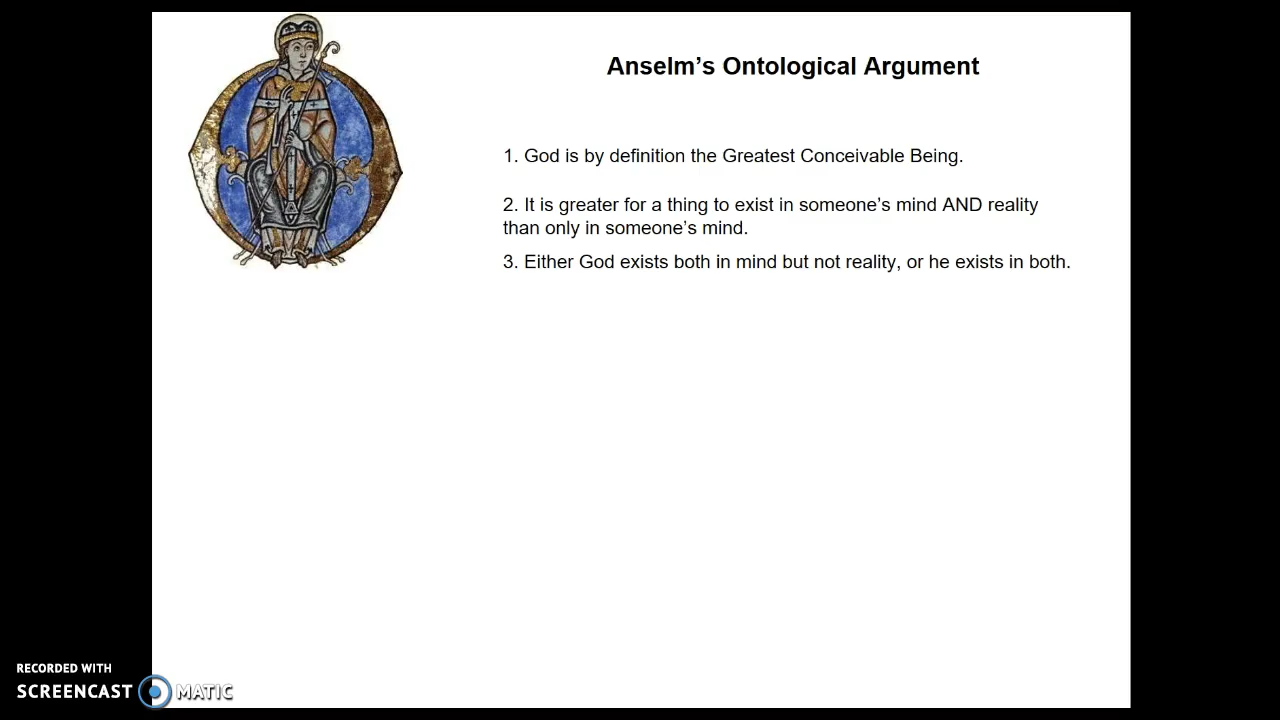 Anselm’s Ontological Argument
1. God is by definition the Greatest Conceivable Being.
2. It is greater for a thing to exist in someone’s mind AND reality
than only in someone’s mind.
3. Either God exists both in mind but not reality, or he exists in both.
RECORDED WITH
SCREENCAST MATIC